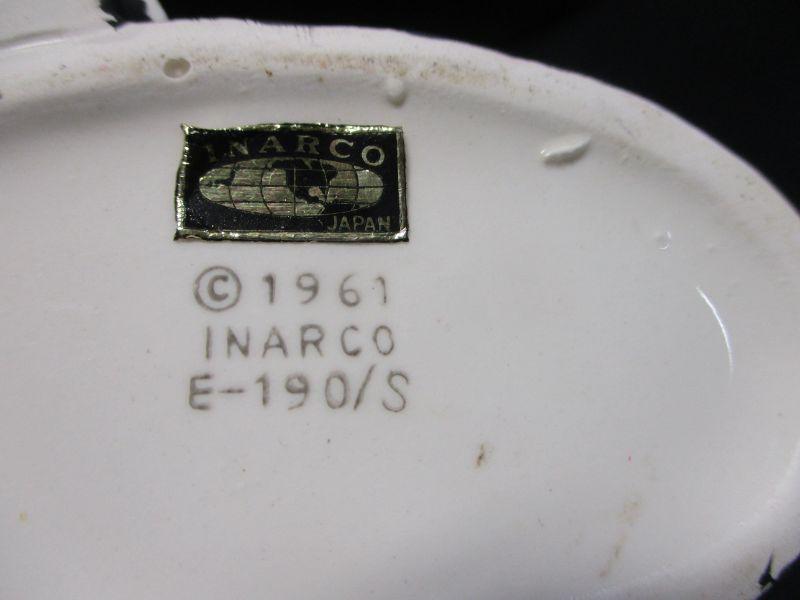 INARCO
JAPAN
© 1961
INARCO
E-190/S